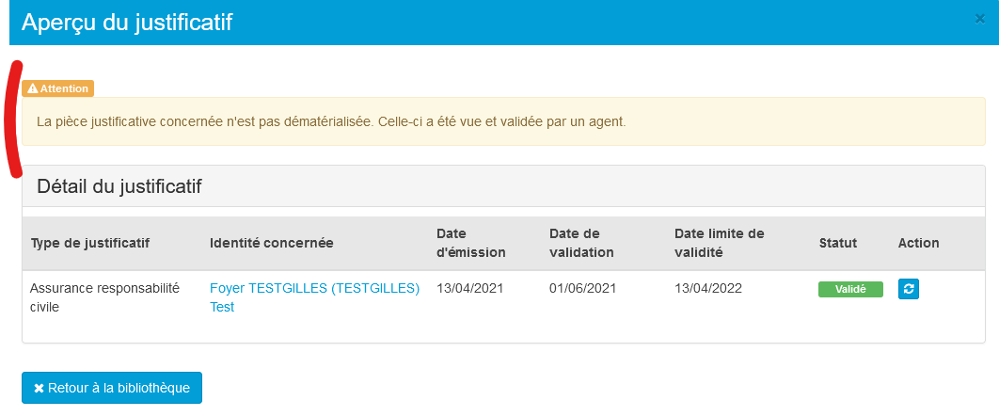 Aperçu du justificatif
×
Attention
La pièce justificative concernée n'est pas dématérialisée. Celle-ci a été vue et validée par un agent.
Détail du justificatif
Type de justificatif Identité concernée Date d'émission Date de validation Date limite de validité Statut Action
Assurance responsabilité civile Foyer TESTGILLES (TESTGILLES) Test 13/04/2021 01/06/2021 13/04/2022 Validé
Retour à la bibliothèque